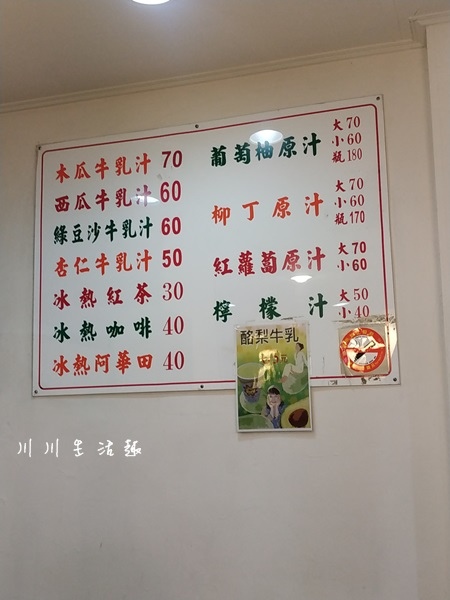 木瓜牛乳汁 70
西瓜牛乳汁 60
綠豆沙牛乳汁 60
杏仁牛乳汁 50
冰熱紅茶 30
冰熱咖啡 40
冰熱阿華田 40
葡萄柚原汁 大70 小60 瓶180
柳丁原汁 大70 小60 瓶170
紅蘿蔔原汁 大70 小60
檸檬汁 大50 小40
酪梨牛乳
川川生活趣